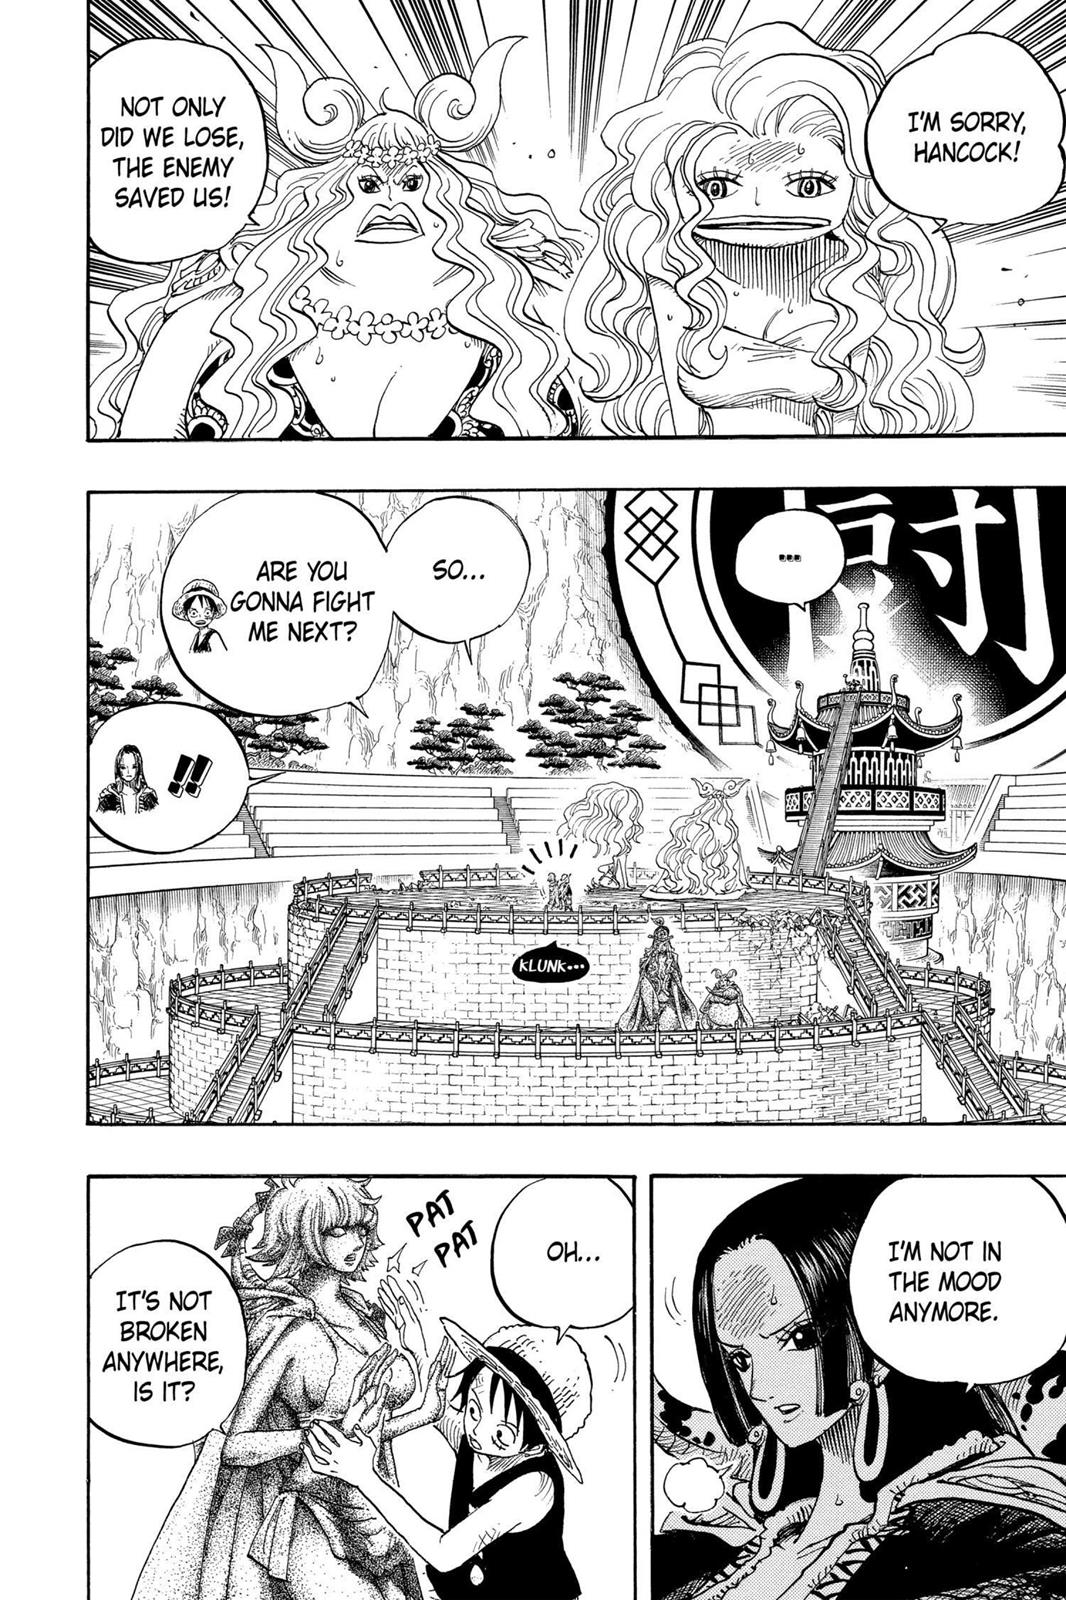 I'M SORRY,
HANCOCK!
NOT ONLY
DID WE LOSE,
THE ENEMY
SAVED US!
...
SO...
ARE YOU
GONNA FIGHT
ME NEXT?
!!
KLUNK...
I'M NOT IN
THE MOOD
ANYMORE.
OH...
PAT
PAT
IT'S NOT
BROKEN
ANYWHERE,
IS IT?